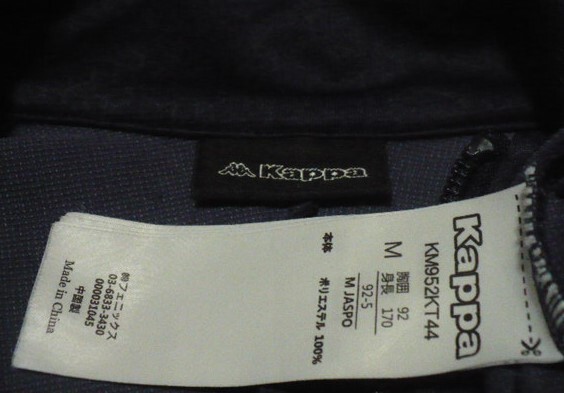 Kappa
Kappa
KM952KT44
胸囲 92
M 身長 170
92-5
M JASPO
本体 ポリエステル 100%
㈱フェニックス
03-6833-3430
000031045
中国製
Made in China